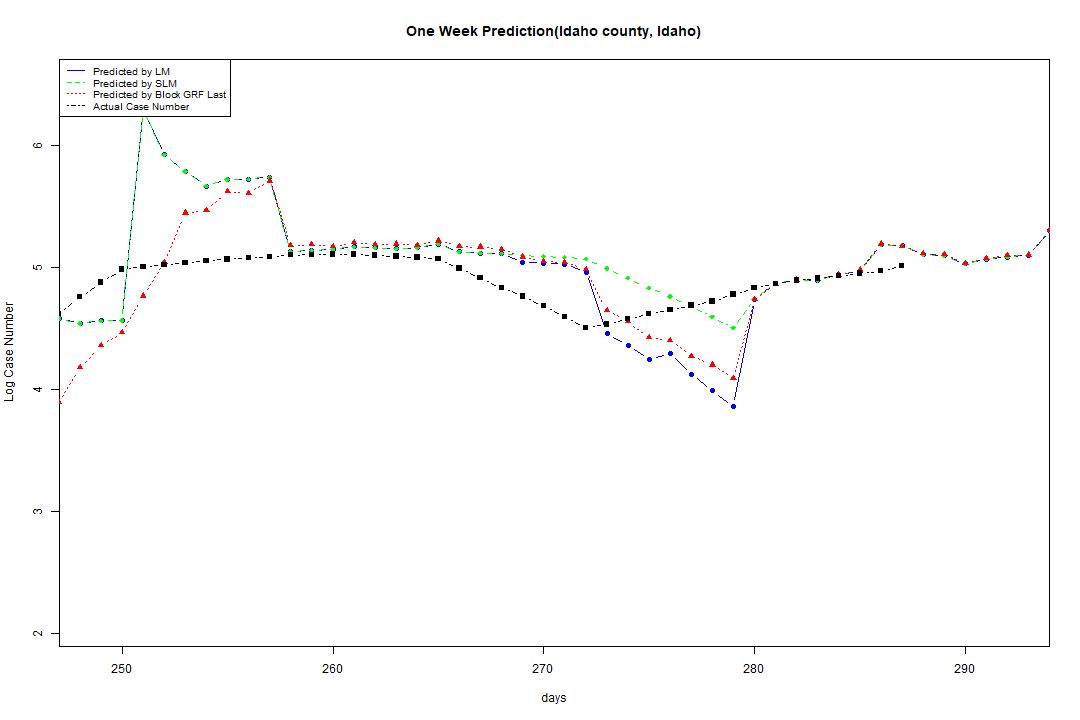 One Week Prediction(Idaho county, Idaho)
Predicted by LM
Predicted by SLM
Predicted by Block GRF Last
Actual Case Number
6
5
4
3
2
Log Case Number
250 260 270 280 290
days